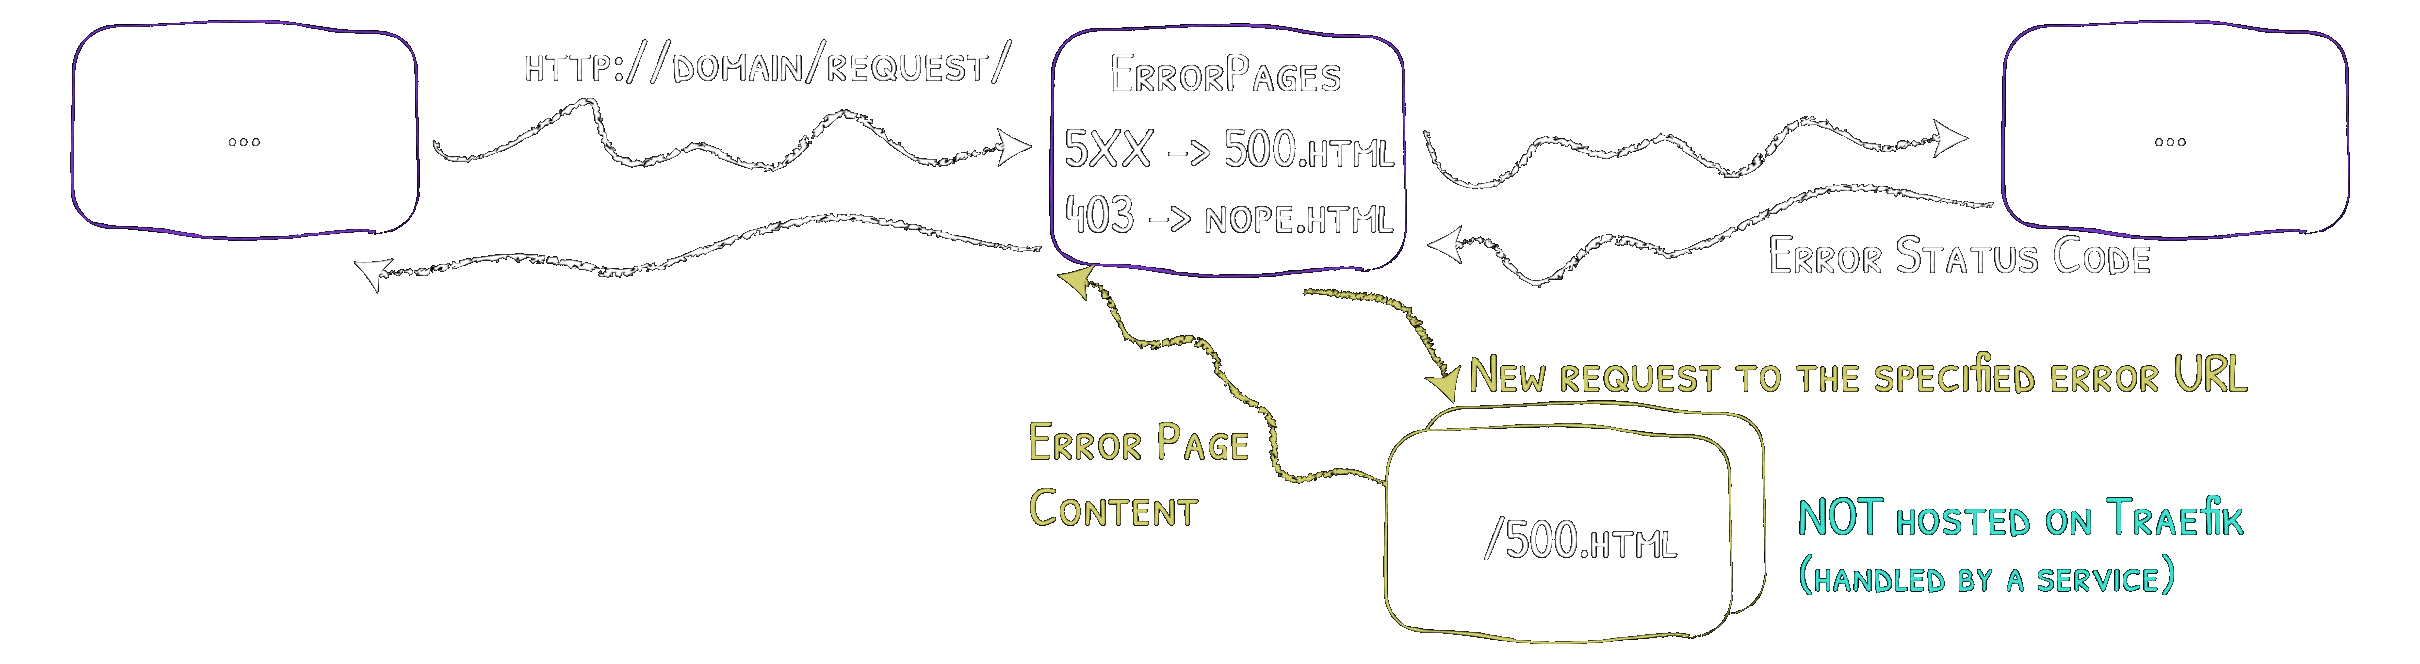 ...
http://domain/request/
ErrorPages
5XX -> 500.html
403 -> nope.html
...
Error Status Code
New request to the specified error URL
Error Page
Content
/500.html
NOT hosted on Traefik
(handled by a service)